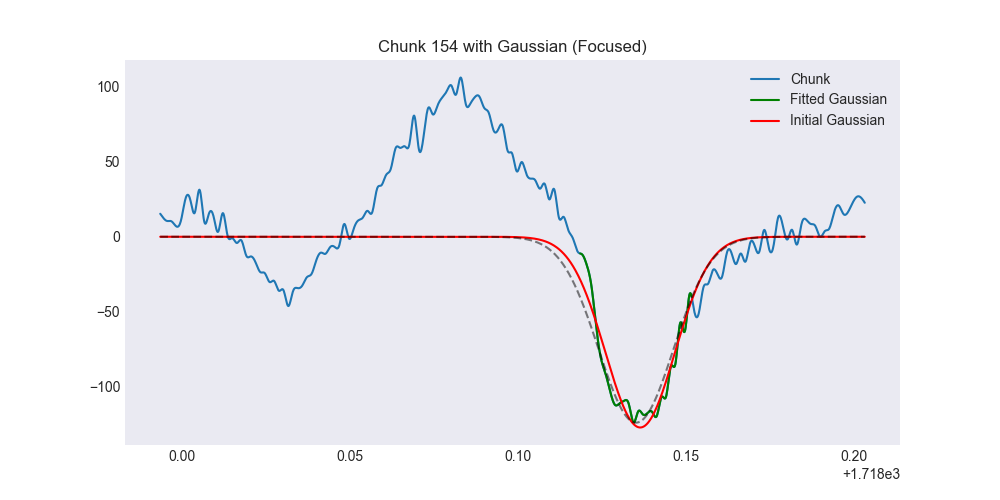 Chunk 154 with Gaussian (Focused)
Chunk
Fitted Gaussian
Initial Gaussian
100
50
0
−50
−100
0.00 0.05 0.10 0.15 0.20
+1.718e3